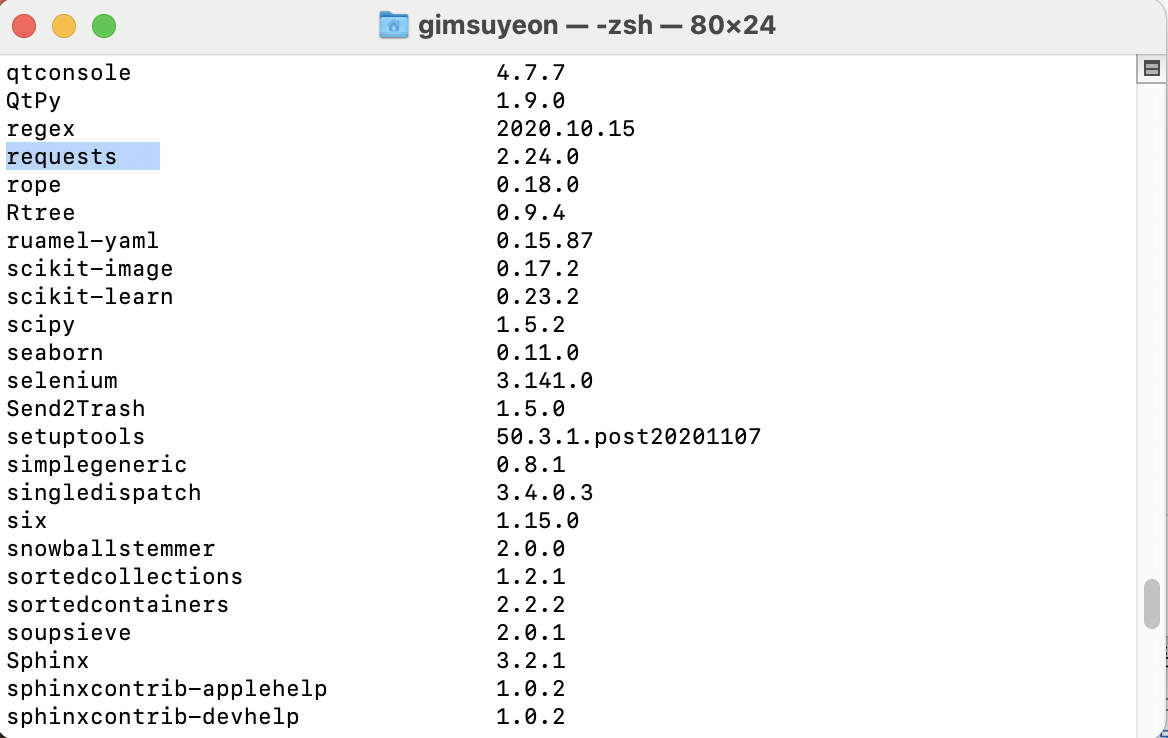 gimsuyeon — -zsh — 80×24
qtconsole 4.7.7
QtPy 1.9.0
regex 2020.10.15
requests 2.24.0
rope 0.18.0
Rtree 0.9.4
ruamel-yaml 0.15.87
scikit-image 0.17.2
scikit-learn 0.23.2
scipy 1.5.2
seaborn 0.11.0
selenium 3.141.0
Send2Trash 1.5.0
setuptools 50.3.1.post20201107
simplegeneric 0.8.1
singledispatch 3.4.0.3
six 1.15.0
snowballstemmer 2.0.0
sortedcollections 1.2.1
sortedcontainers 2.2.2
soupsieve 2.0.1
Sphinx 3.2.1
sphinxcontrib-applehelp 1.0.2
sphinxcontrib-devhelp 1.0.2